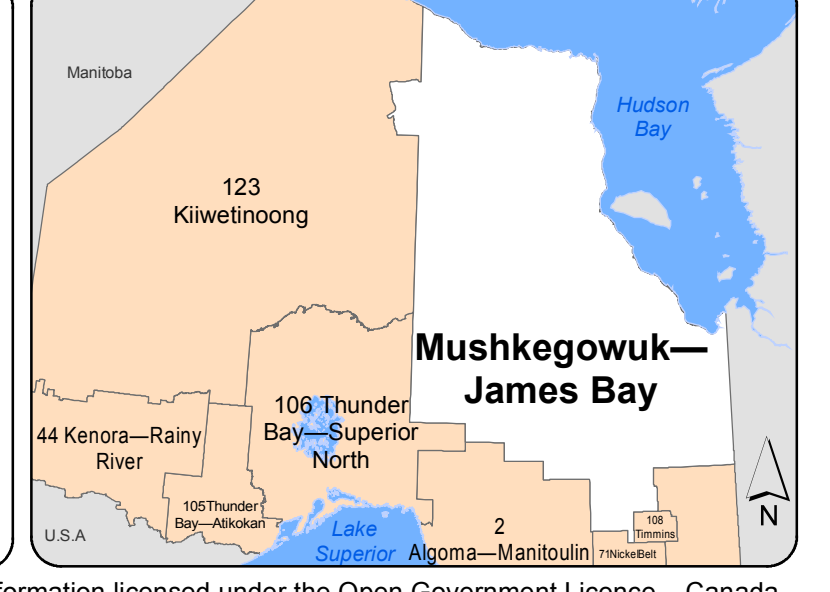 Manitoba
Hudson
Bay
123
Kiiwetinoong
Mushkegowuk—
James Bay
106 Thunder
Bay—Superior
North
44 Kenora—Rainy
River
105Thunder
Bay—Atikokan
U.S.A
Lake
Superior
2
Algoma—Manitoulin
108
Timmins
71NickelBelt
N
formation licensed under the Open Government Licence – Canada